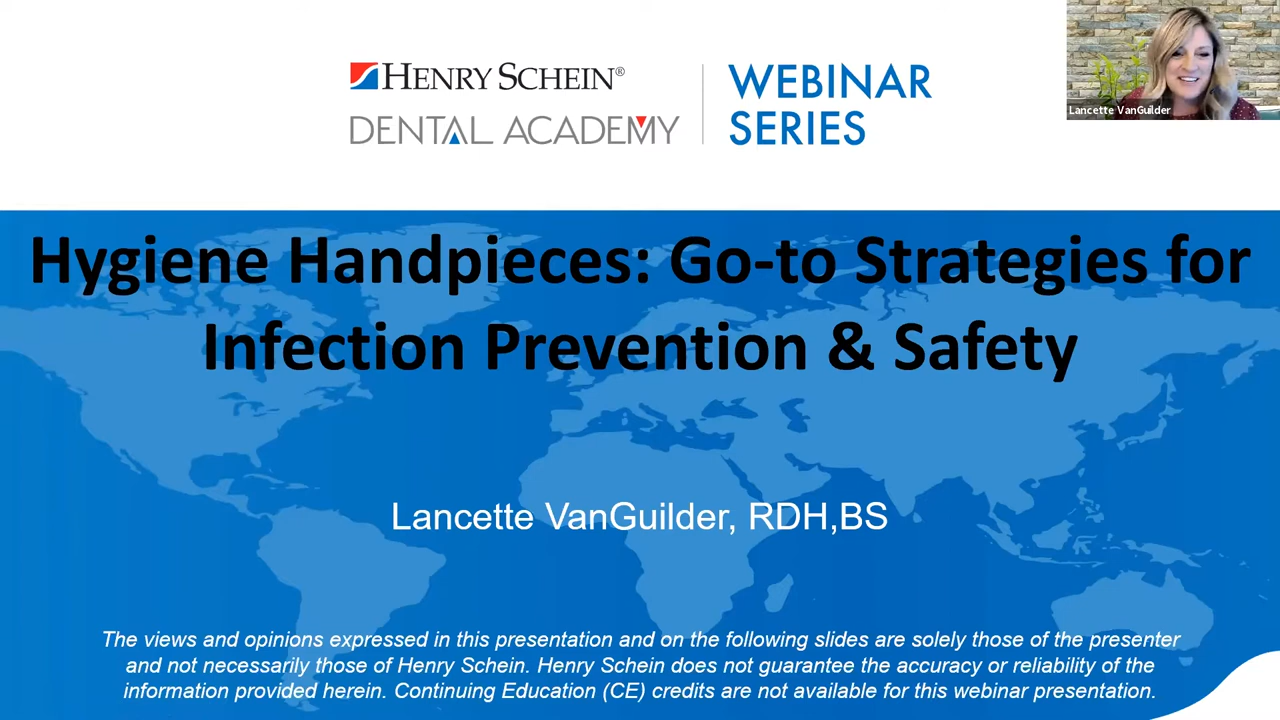 HENRY SCHEIN®
DENTAL ACADEMY
WEBINAR
SERIES
Lancette VanGuilder
Hygiene Handpieces: Go-to Strategies for
Infection Prevention & Safety
Lancette VanGuilder, RDH,BS
The views and opinions expressed in this presentation and on the following slides are solely those of the presenter
and not necessarily those of Henry Schein. Henry Schein does not guarantee the accuracy or reliability of the
information provided herein. Continuing Education (CE) credits are not available for this webinar presentation.